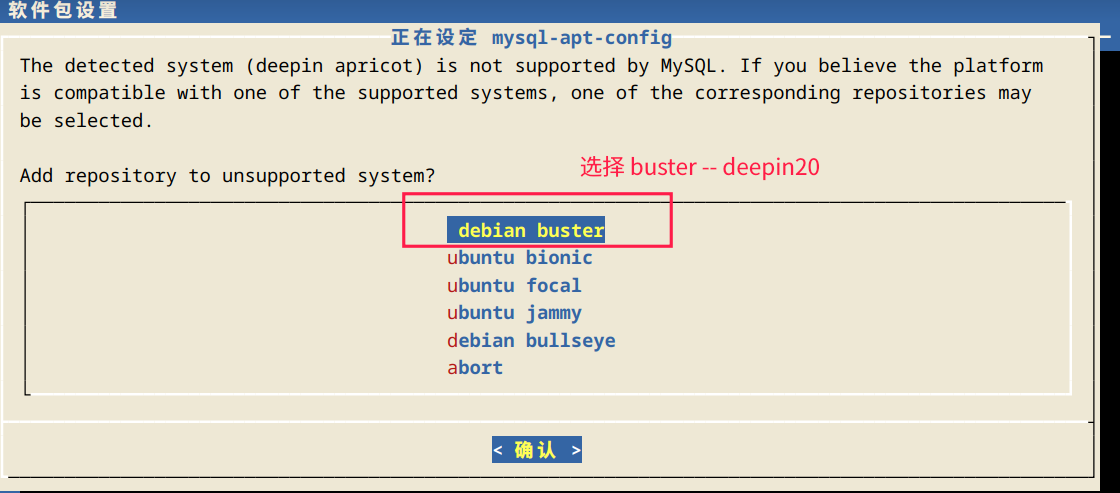 软件包设置
正在设定 mysql-apt-config
The detected system (deepin apricot) is not supported by MySQL. If you believe the platform
is compatible with one of the supported systems, one of the corresponding repositories may
be selected.
选择 buster -- deepin20
Add repository to unsupported system?
debian buster
ubuntu bionic
ubuntu focal
ubuntu jammy
debian bullseye
abort
< 确认 >